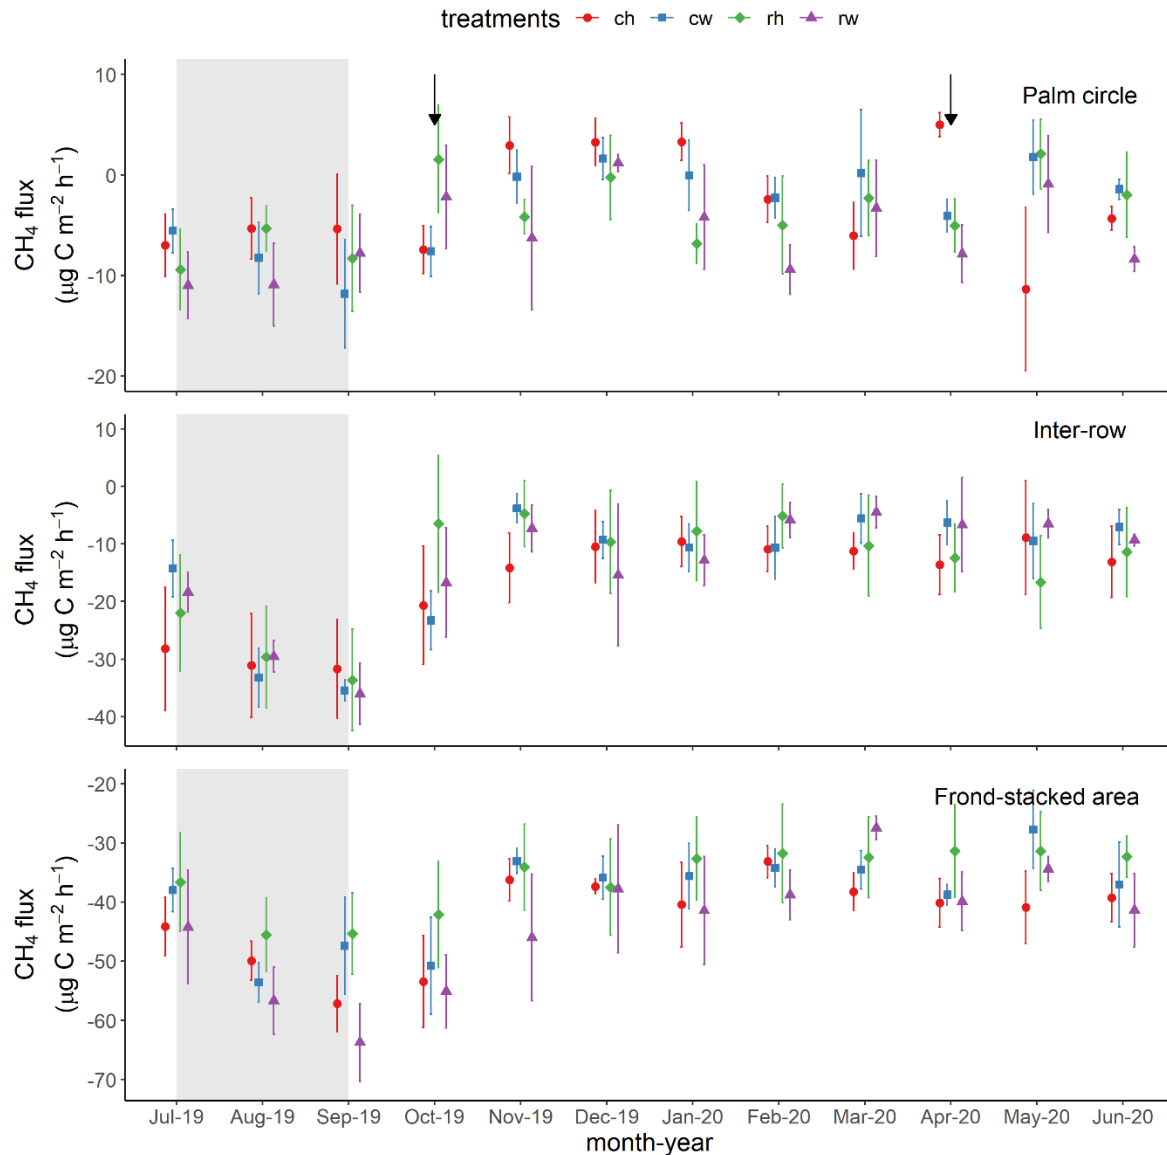 treatments ch cw rh rw
Palm circle
10
0
-10
-20
CH₄ flux
(μg C m⁻² h⁻¹)
Inter-row
10
0
-10
-20
-30
-40
CH₄ flux
(μg C m⁻² h⁻¹)
Frond-stacked area
-20
-30
-40
-50
-60
-70
CH₄ flux
(μg C m⁻² h⁻¹)
Jul-19 Aug-19 Sep-19 Oct-19 Nov-19 Dec-19 Jan-20 Feb-20 Mar-20 Apr-20 May-20 Jun-20
month-year